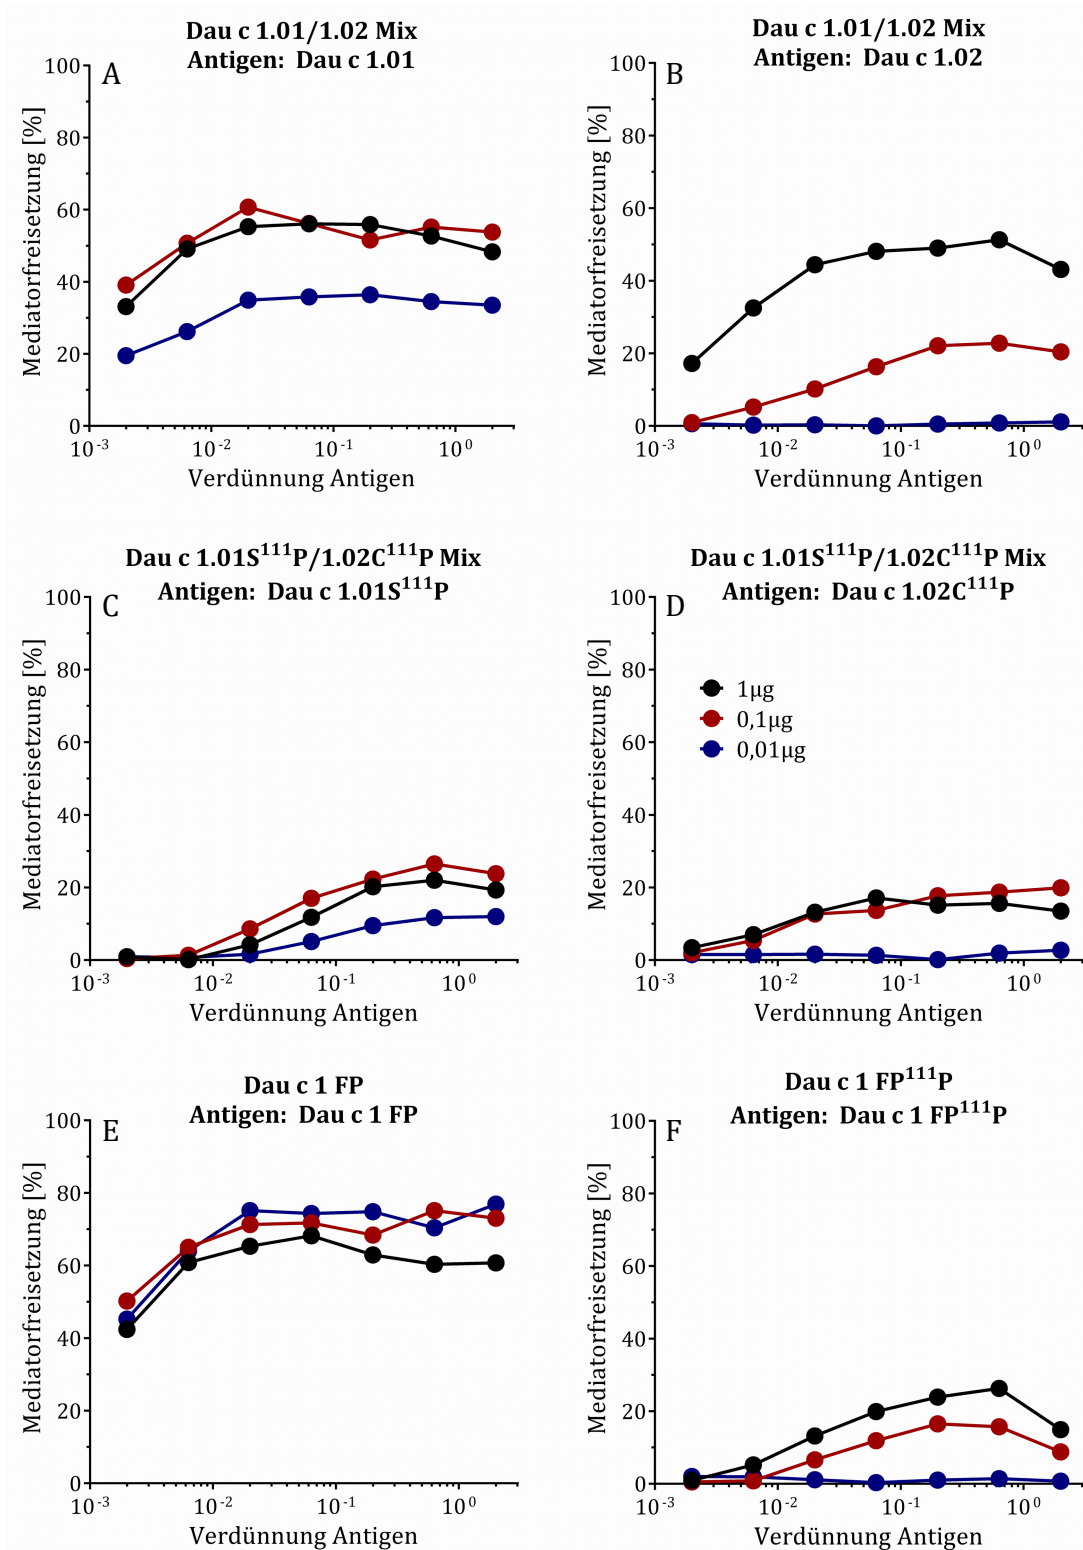 Dau c 1.01/1.02 Mix
Antigen: Dau c 1.01
A
Mediatorfreisetzung [%]
100
80
60
40
20
0
10-3 10-2 10-1 100
Verdünnung Antigen
Dau c 1.01/1.02 Mix
Antigen: Dau c 1.02
B
Mediatorfreisetzung [%]
100
80
60
40
20
0
10-3 10-2 10-1 100
Verdünnung Antigen
Dau c 1.01S111P/1.02C111P Mix
Antigen: Dau c 1.01S111P
C
Mediatorfreisetzung [%]
100
80
60
40
20
0
10-3 10-2 10-1 100
Verdünnung Antigen
Dau c 1.01S111P/1.02C111P Mix
Antigen: Dau c 1.02C111P
D
Mediatorfreisetzung [%]
100
80
60
40
20
0
1µg
0,1µg
0,01µg
10-3 10-2 10-1 100
Verdünnung Antigen
Dau c 1 FP
Antigen: Dau c 1 FP
E
Mediatorfreisetzung [%]
100
80
60
40
20
0
10-3 10-2 10-1 100
Verdünnung Antigen
Dau c 1 FP111P
Antigen: Dau c 1 FP111P
F
Mediatorfreisetzung [%]
100
80
60
40
20
0
10-3 10-2 10-1 100
Verdünnung Antigen